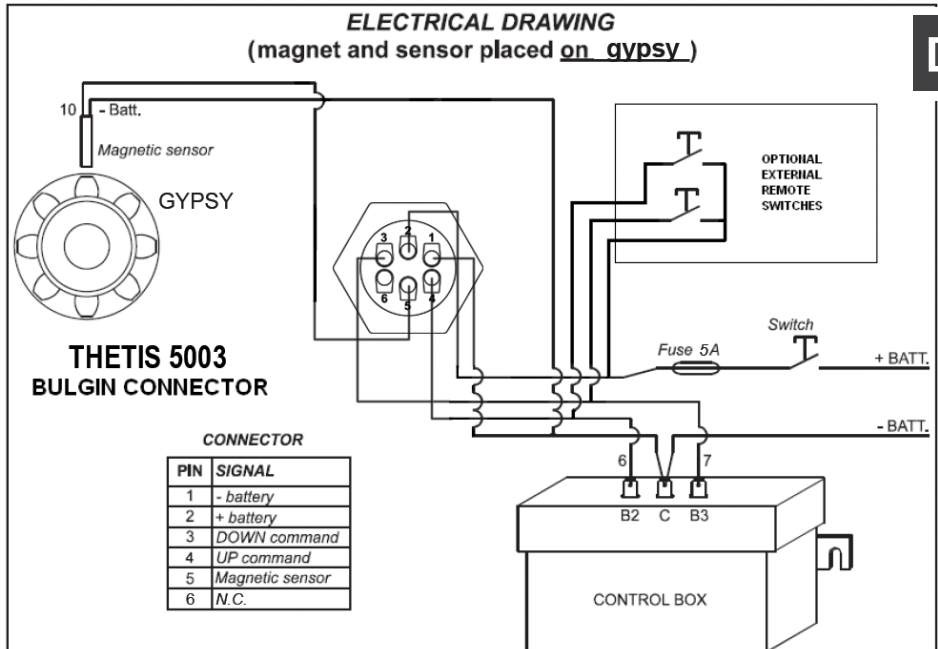 ELECTRICAL DRAWING
(magnet and sensor placed on gypsy )
10
- Batt.
Magnetic sensor
GYPSY
OPTIONAL
EXTERNAL
REMOTE
SWITCHES
3
2
1
6
5
4
THETIS 5003
BULGIN CONNECTOR
Switch
Fuse 5A
+ BATT.
- BATT.
CONNECTOR
PIN SIGNAL
1 - battery
2 + battery
3 DOWN command
4 UP command
5 Magnetic sensor
6 N.C.
6
7
B2 C B3
CONTROL BOX